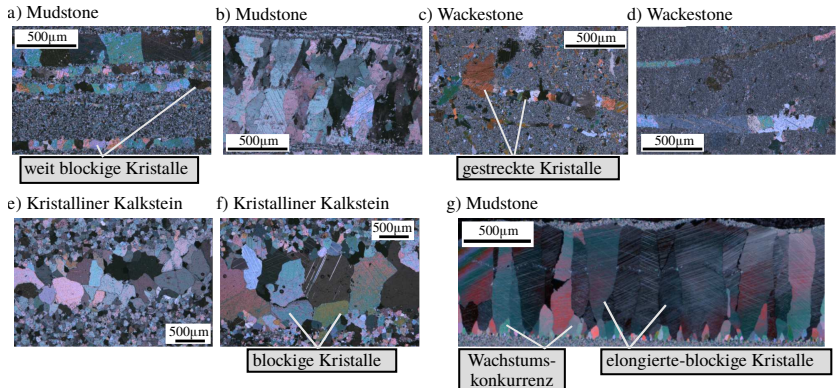 a) Mudstone
b) Mudstone
c) Wackestone
d) Wackestone
500µm
500µm
500µm
500µm
weit blockige Kristalle
gestreckte Kristalle
e) Kristalliner Kalkstein
f) Kristalliner Kalkstein
g) Mudstone
500µm
500µm
500µm
blockige Kristalle
Wachstums-
konkurrenz
elongierte-blockige Kristalle